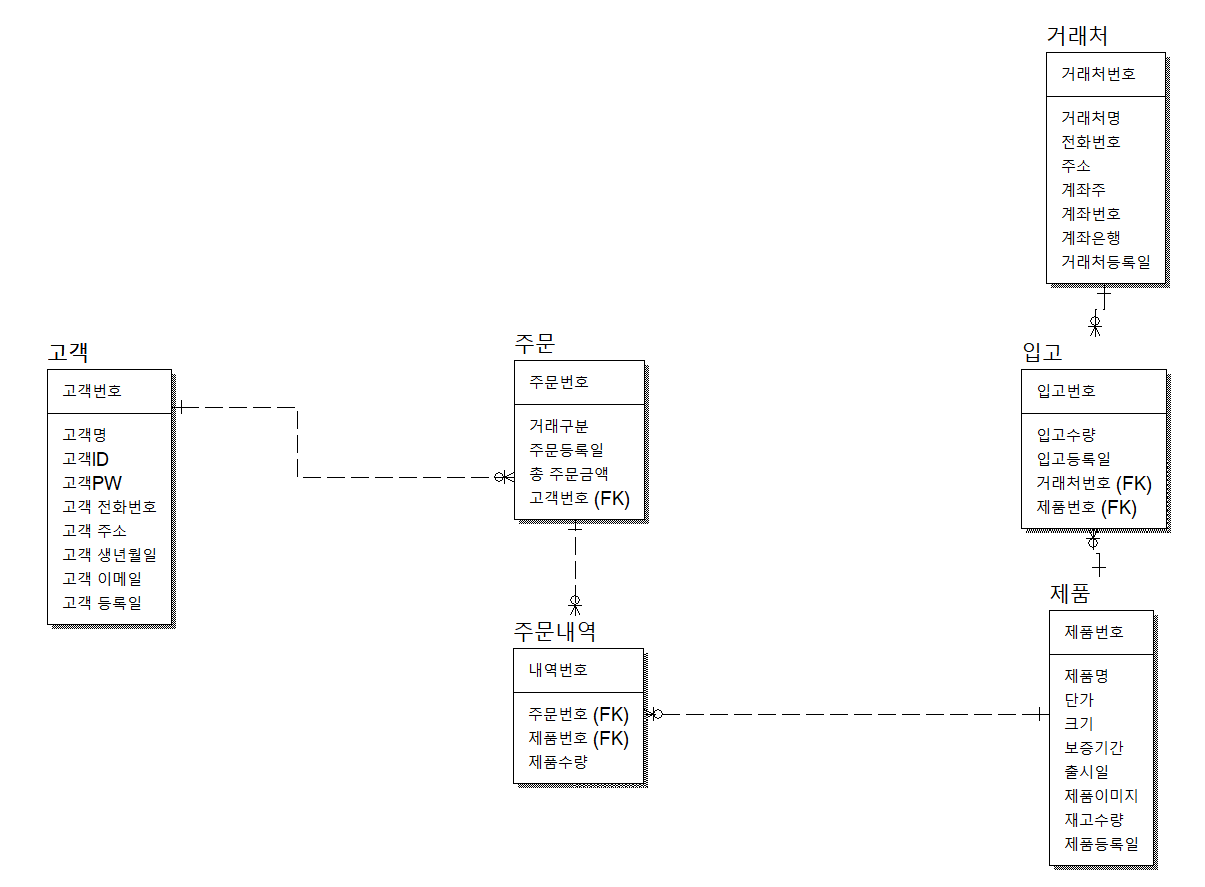 거래처
거래처번호
거래처명
전화번호
주소
계좌주
계좌번호
계좌은행
거래처등록일
고객
고객번호
고객명
고객ID
고객PW
고객 전화번호
고객 주소
고객 생년월일
고객 이메일
고객 등록일
주문
주문번호
거래구분
주문등록일
총 주문금액
고객번호 (FK)
입고
입고번호
입고수량
입고등록일
거래처번호 (FK)
제품번호 (FK)
주문내역
내역번호
주문번호 (FK)
제품번호 (FK)
제품수량
제품
제품번호
제품명
단가
크기
보증기간
출시일
제품이미지
재고수량
제품등록일